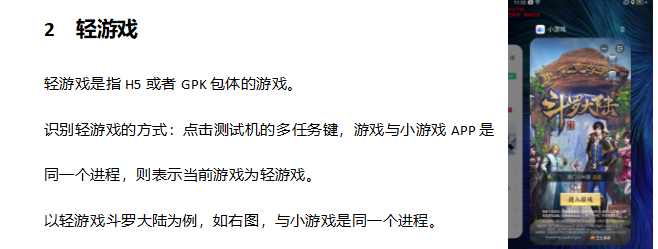 2 轻游戏
轻游戏是指 H5 或者 GPK 包体的游戏。
识别轻游戏的方式：点击测试机的多任务键，游戏与小游戏 APP 是
同一个进程，则表示当前游戏为轻游戏。
以轻游戏斗罗大陆为例，如右图，与小游戏是同一个进程。
小游戏
斗罗大陆
进入游戏